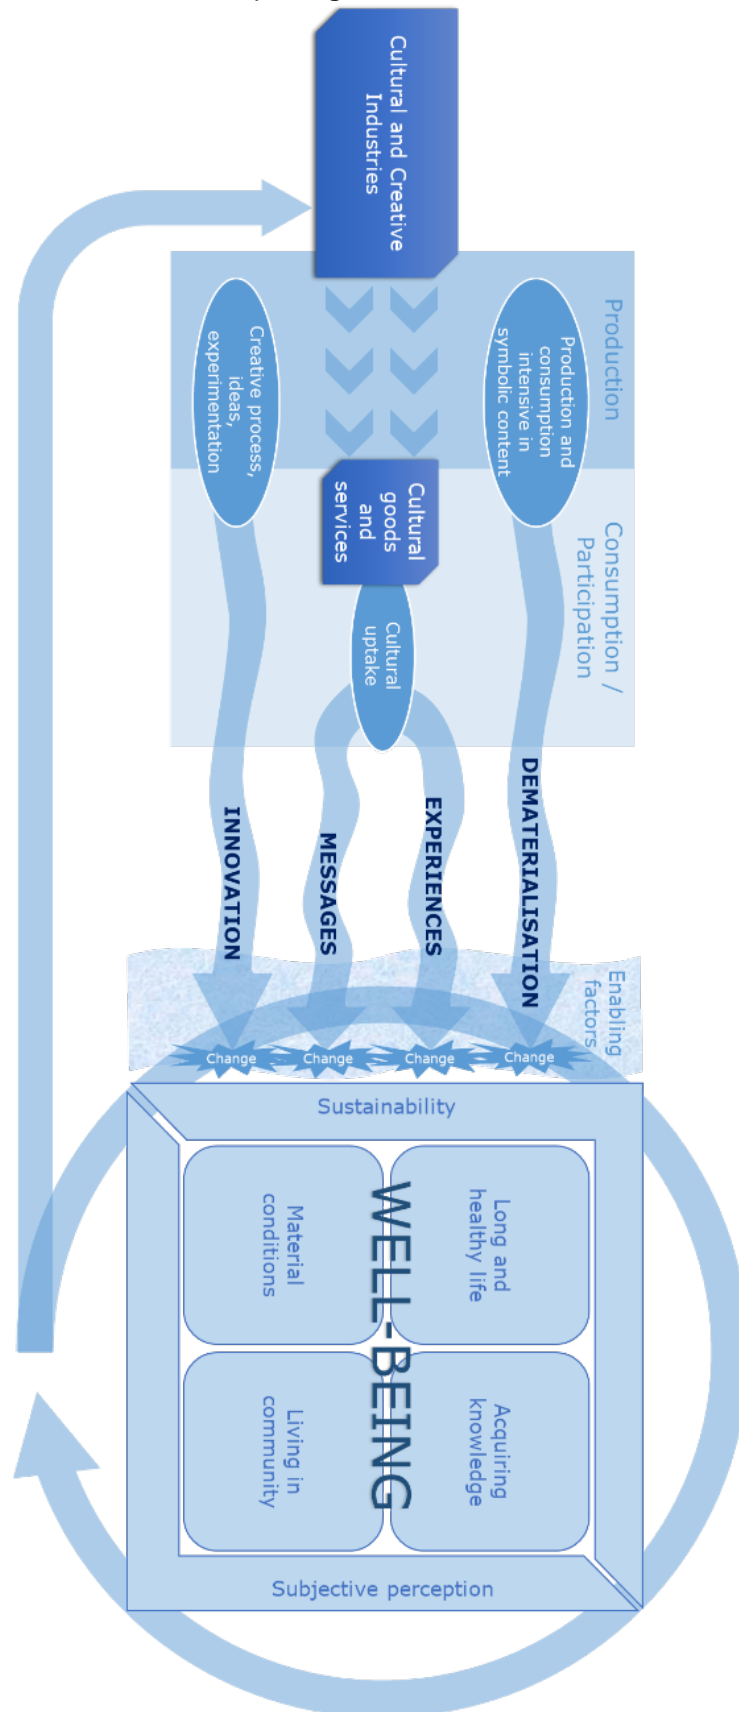 Cultural and Creative
Industries
Production
Production and
consumption
intensive in
symbolic content
Creative process,
ideas,
experimentation
Consumption /
Participation
Cultural
goods
and
services
Cultural
uptake
DEMATERIALISATION
EXPERIENCES
MESSAGES
INNOVATION
Enabling
factors
Change
Change
Change
Change
Sustainability
Long and
healthy life
Material
conditions
WELL-BEING
Acquiring
knowledge
Living in
community
Subjective perception